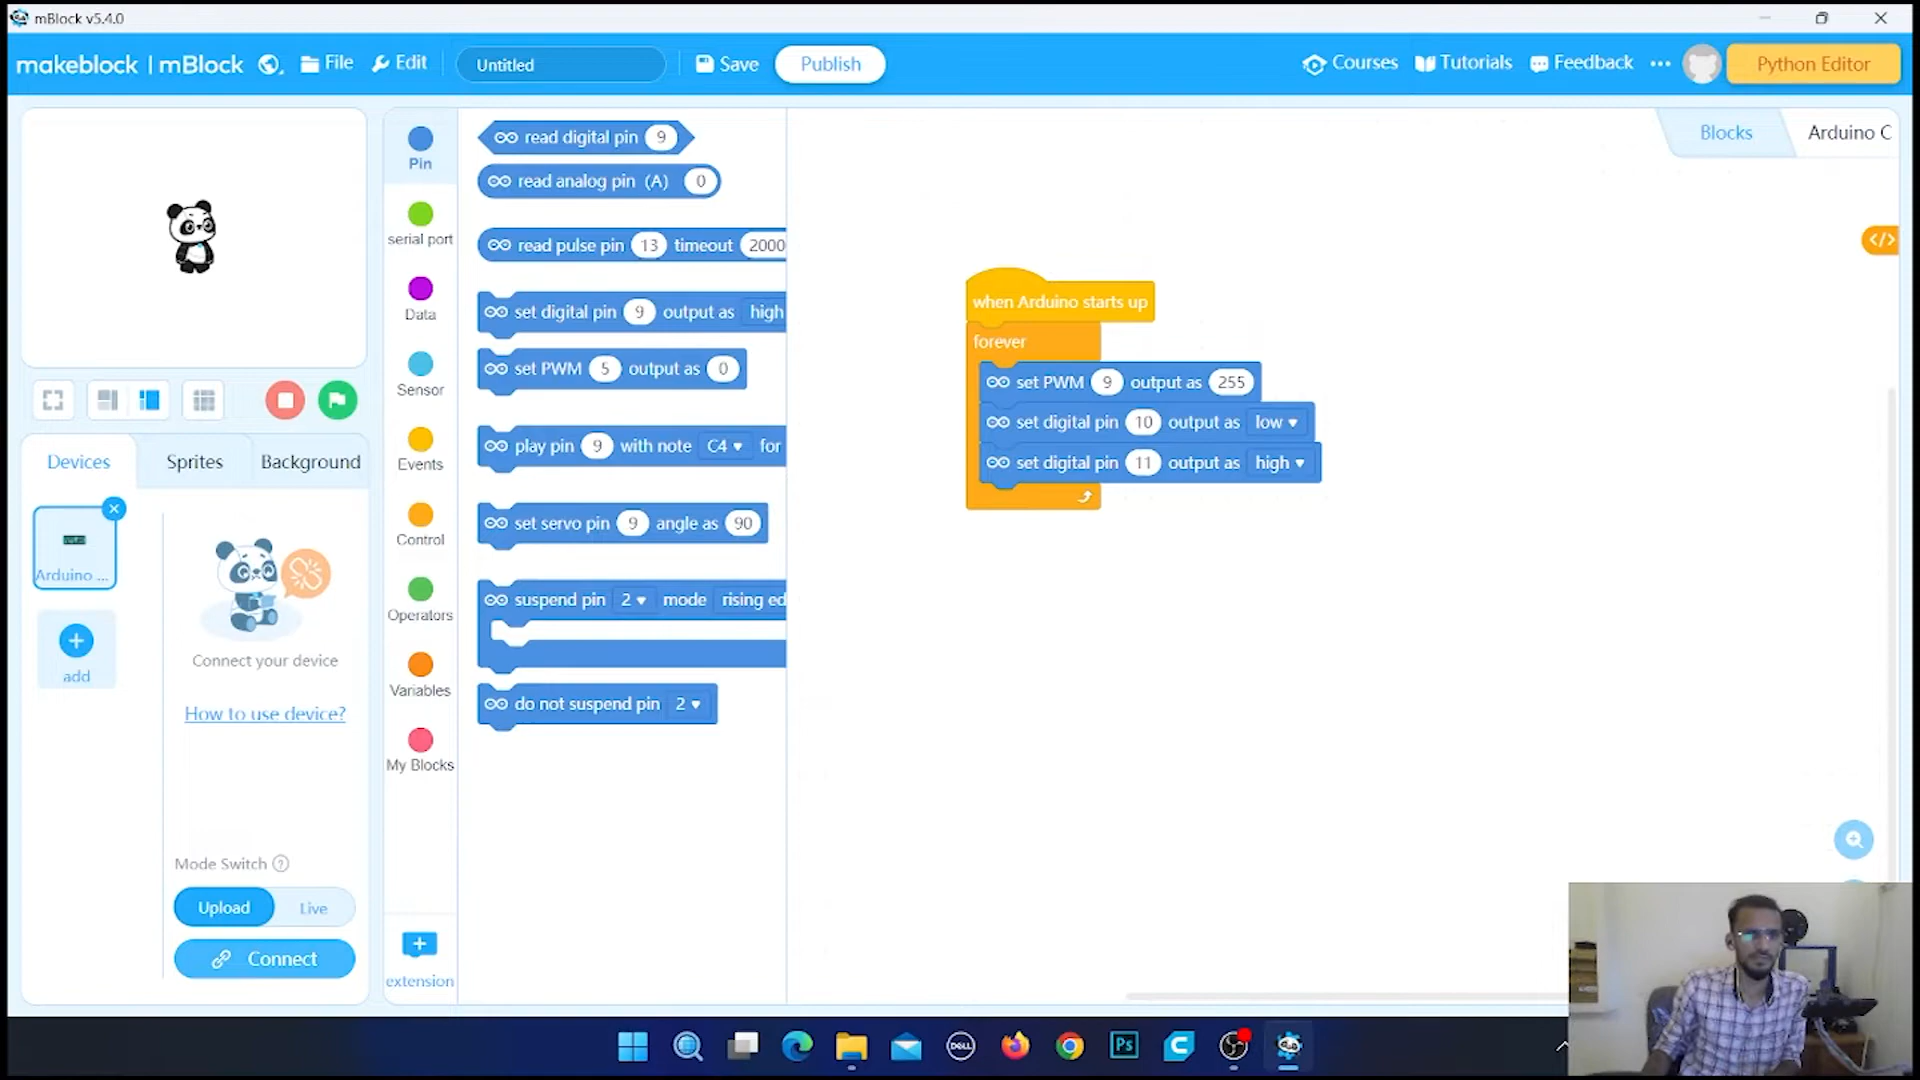 mBlock v5.4.0
makeblock | mBlock File Edit Untitled Save Publish Courses Tutorials Feedback Python Editor
Pin
serial port
Data
Sensor
Events
Control
Operators
Variables
My Blocks
extension
read digital pin 9
read analog pin (A) 0
read pulse pin 13 timeout 2000
set digital pin 9 output as high
set PWM 5 output as 0
play pin 9 with note C4 for
set servo pin 9 angle as 90
suspend pin 2 mode rising ed
do not suspend pin 2
when Arduino starts up
forever
set PWM 9 output as 255
set digital pin 10 output as low
set digital pin 11 output as high
Blocks Arduino C
</>
Devices Sprites Background
Arduino ...
add
Connect your device
How to use device?
Mode Switch ?
Upload Live
Connect
DELL
Ps